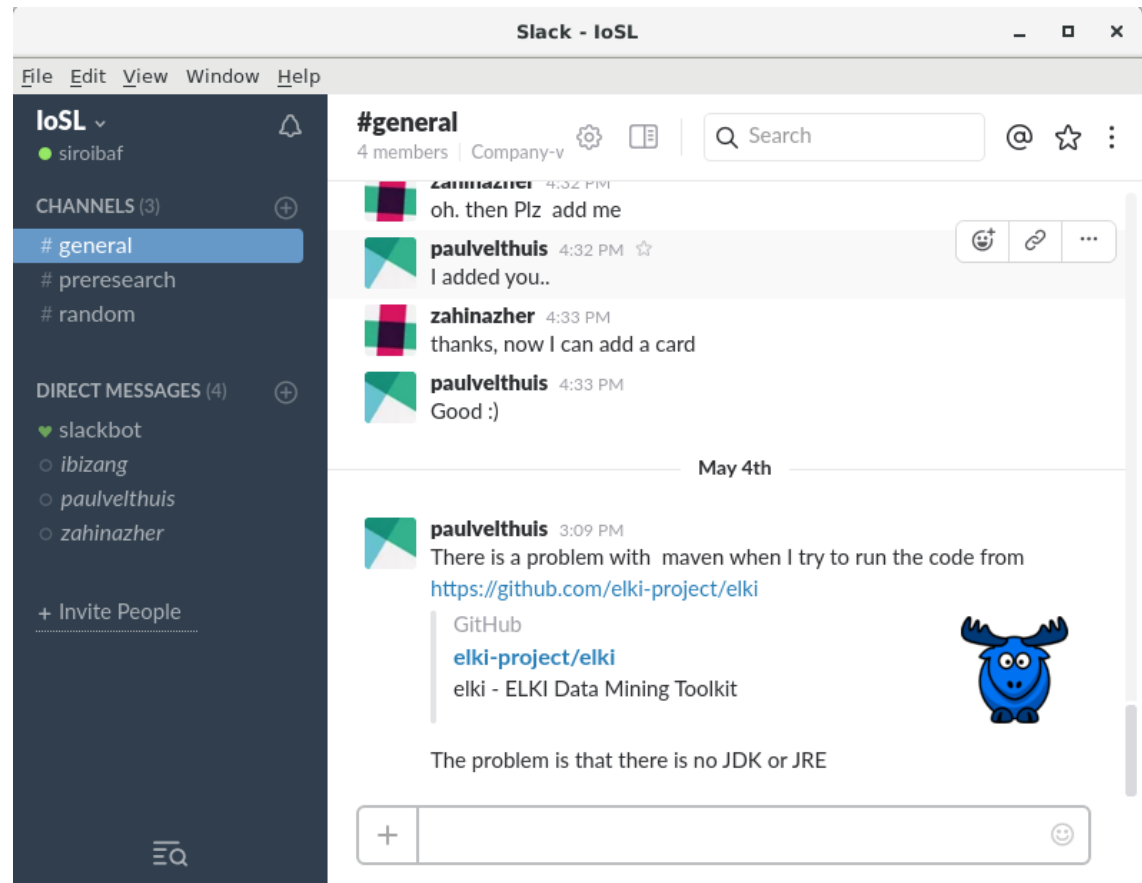 Slack - IoSL
File Edit View Window Help
IoSL
siroibaf
CHANNELS (3)
# general
# preresearch
# random
DIRECT MESSAGES (4)
slackbot
ibizang
paulvelthuis
zahinazher
+ Invite People
#general
4 members | Company-v
Search
zahinazher 4:32 PM
oh. then Plz add me
paulvelthuis 4:32 PM
I added you..
zahinazher 4:33 PM
thanks, now I can add a card
paulvelthuis 4:33 PM
Good :)
May 4th
paulvelthuis 3:09 PM
There is a problem with maven when I try to run the code from
https://github.com/elki-project/elki
GitHub
elki-project/elki
elki - ELKI Data Mining Toolkit
The problem is that there is no JDK or JRE